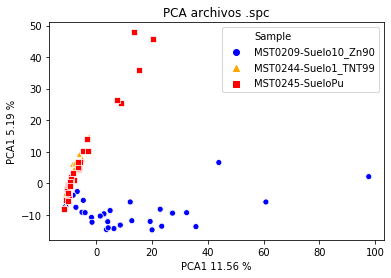 PCA archivos .spc
Sample
MST0209-Suelo10_Zn90
MST0244-Suelo1_TNT99
MST0245-SueloPu
PCA1 5.19 %
50
40
30
20
10
0
−10
0 20 40 60 80 100
PCA1 11.56 %